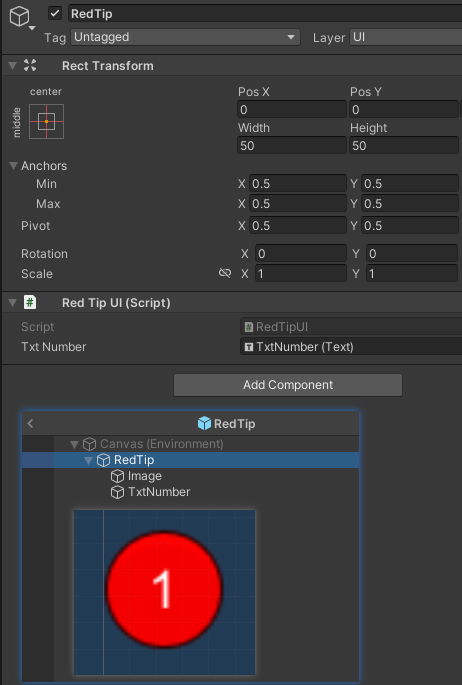 RedTip
Tag Untagged Layer UI
Rect Transform
center
middle
Pos X Pos Y
0 0
Width Height
50 50
Anchors
Min X 0.5 Y 0.5
Max X 0.5 Y 0.5
Pivot X 0.5 Y 0.5
Rotation X 0 Y 0
Scale X 1 Y 1
# Red Tip UI (Script)
Script # RedTipUI
Txt Number T TxtNumber (Text)
Add Component
< RedTip
Canvas (Environment)
RedTip
Image
TxtNumber
1